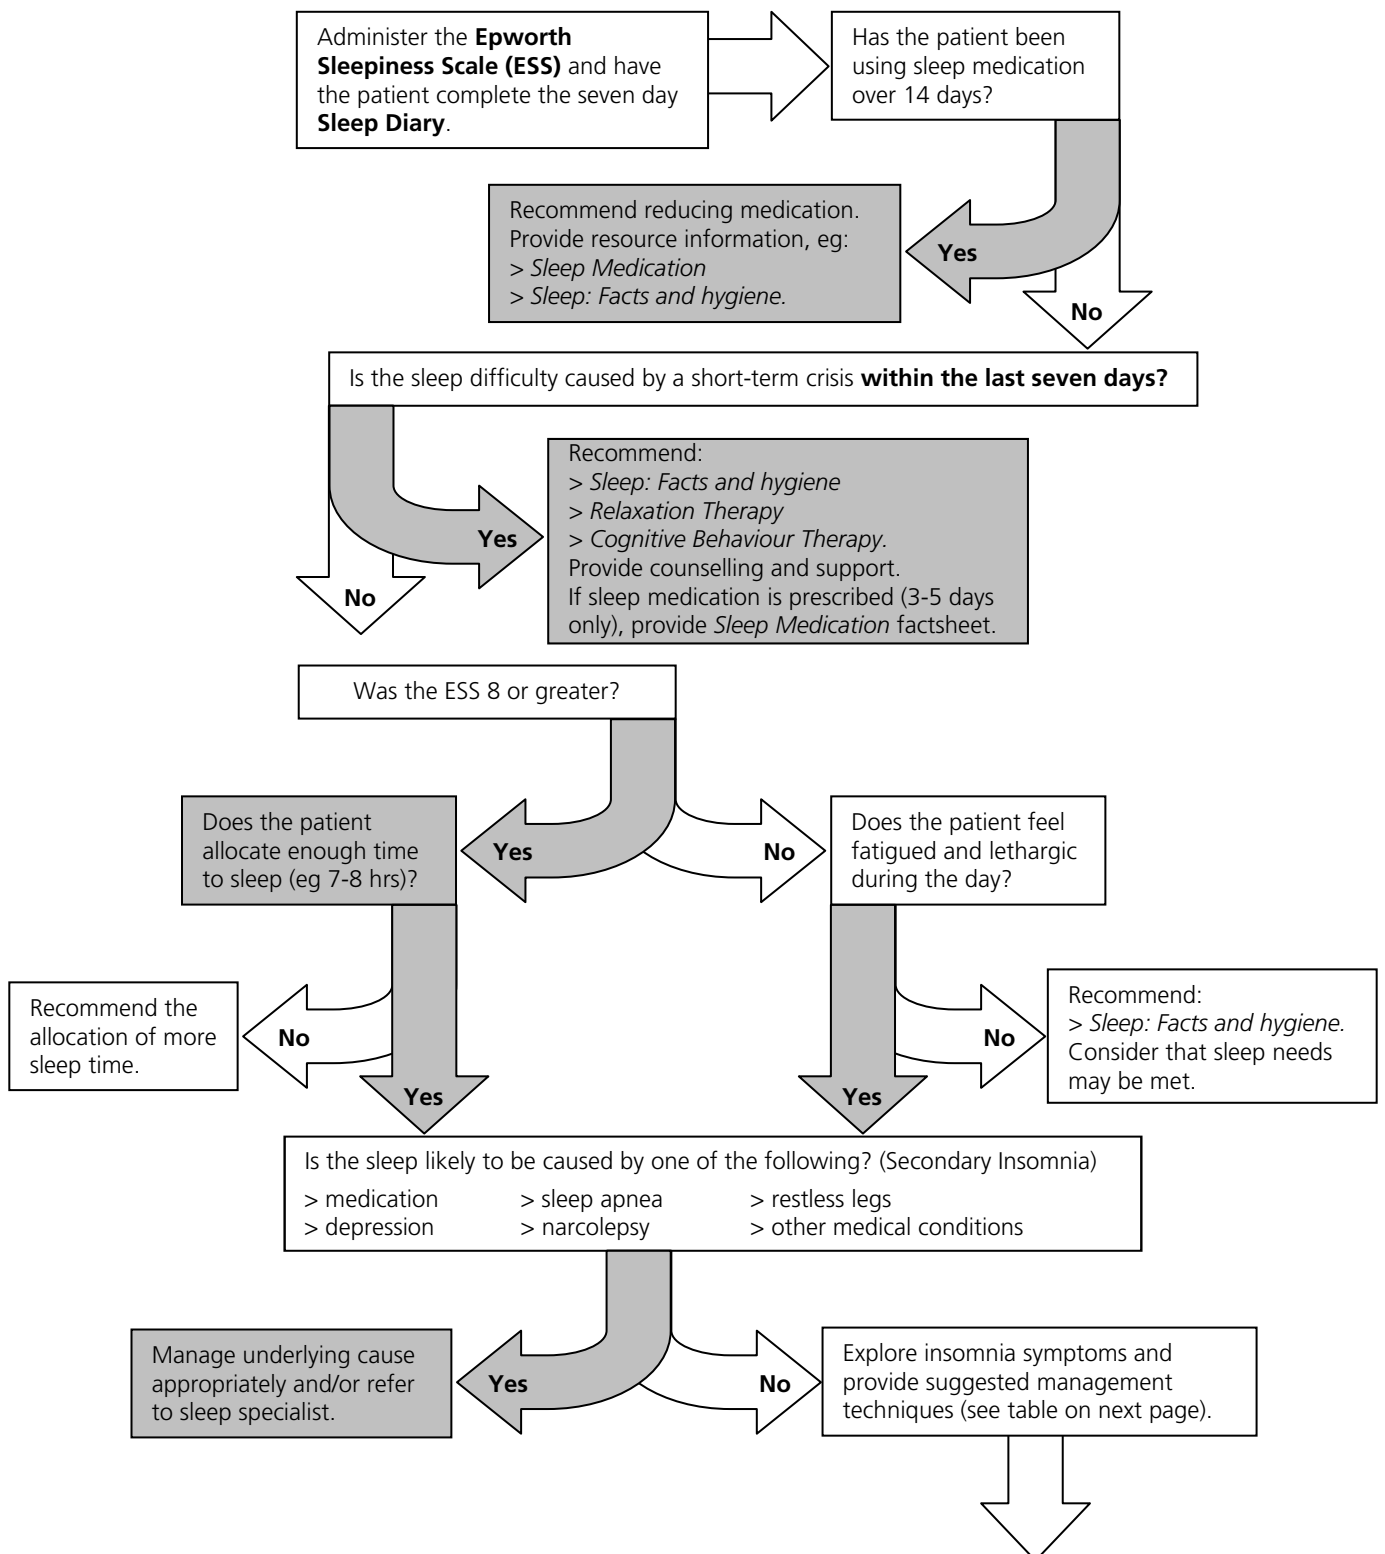 Administer the Epworth
Sleepiness Scale (ESS) and have
the patient complete the seven day
Sleep Diary.
Has the patient been
using sleep medication
over 14 days?
Recommend reducing medication.
Provide resource information, eg:
> Sleep Medication
> Sleep: Facts and hygiene.
Yes
No
Is the sleep difficulty caused by a short-term crisis within the last seven days?
Recommend:
> Sleep: Facts and hygiene
> Relaxation Therapy
> Cognitive Behaviour Therapy.
Provide counselling and support.
If sleep medication is prescribed (3-5 days
only), provide Sleep Medication factsheet.
Yes
No
Was the ESS 8 or greater?
Does the patient
allocate enough time
to sleep (eg 7-8 hrs)?
Yes
No
Does the patient feel
fatigued and lethargic
during the day?
Recommend the
allocation of more
sleep time.
No
Yes
Yes
No
Recommend:
> Sleep: Facts and hygiene.
Consider that sleep needs
may be met.
Is the sleep likely to be caused by one of the following? (Secondary Insomnia)
> medication > sleep apnea > restless legs
> depression > narcolepsy > other medical conditions
Manage underlying cause
appropriately and/or refer
to sleep specialist.
Yes
No
Explore insomnia symptoms and
provide suggested management
techniques (see table on next page).